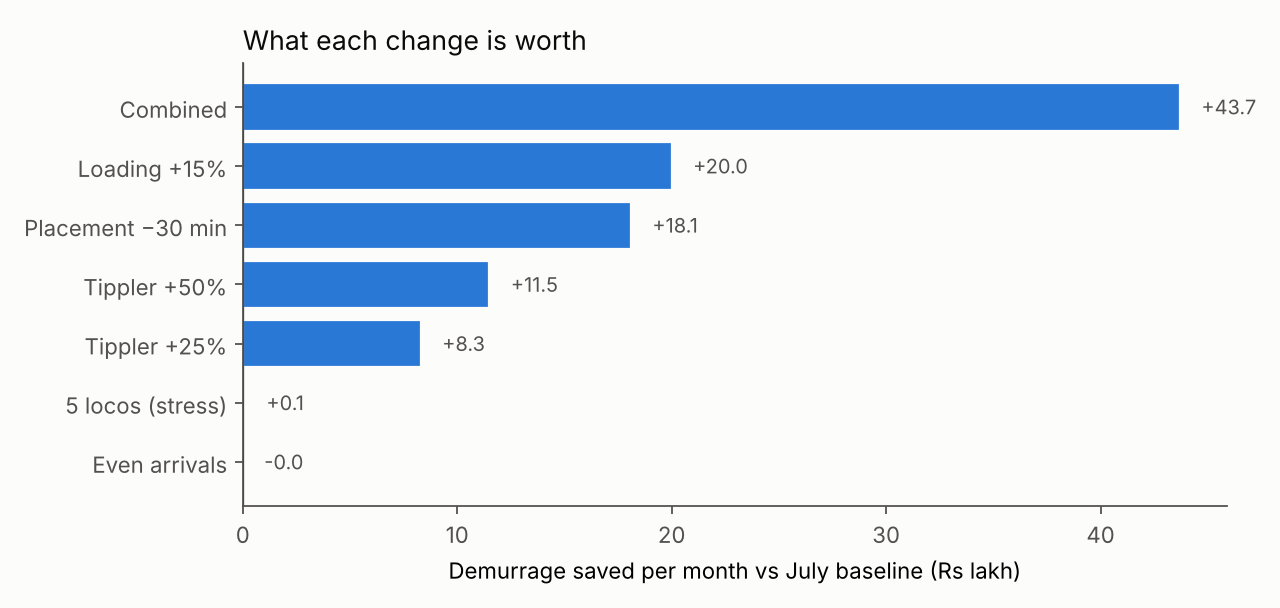 What each change is worth
Combined +43.7
Loading +15% +20.0
Placement −30 min +18.1
Tippler +50% +11.5
Tippler +25% +8.3
5 locos (stress) +0.1
Even arrivals -0.0
0 10 20 30 40
Demurrage saved per month vs July baseline (Rs lakh)